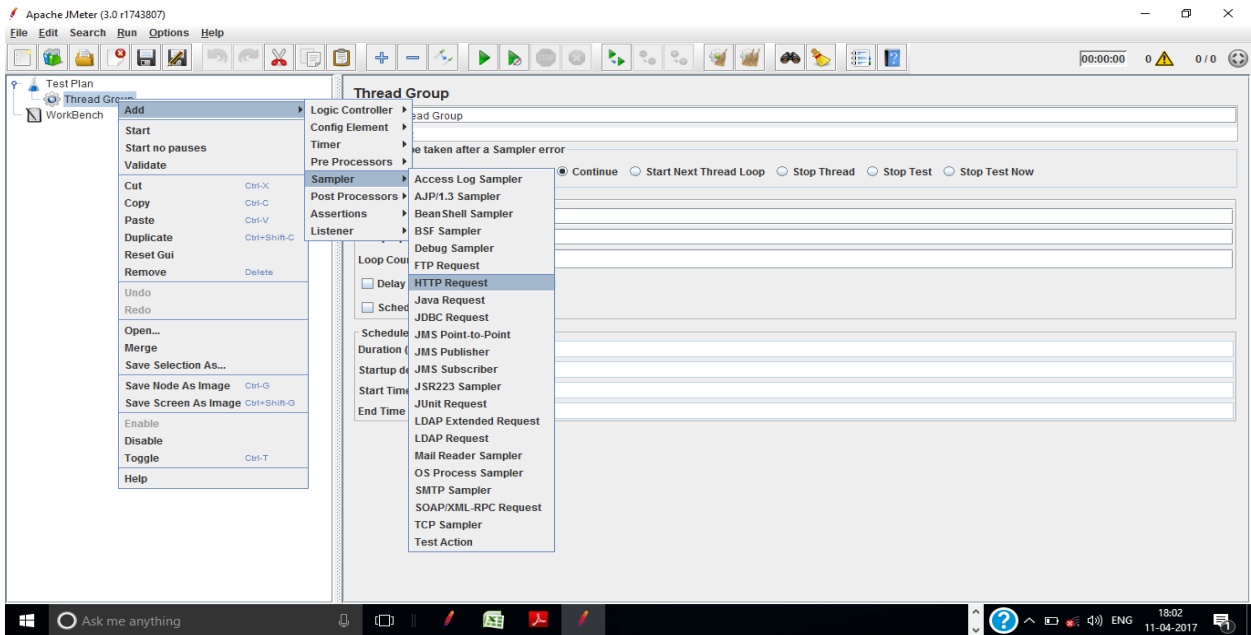 Apache JMeter (3.0 r1743807)
File Edit Search Run Options Help
00:00:00 0 0 / 0
Test Plan
Thread Group
WorkBench
Add
Start
Start no pauses
Validate
Cut Ctrl-X
Copy Ctrl-C
Paste Ctrl-V
Duplicate Ctrl+Shift-C
Reset Gui
Remove Delete
Undo
Redo
Open...
Merge
Save Selection As...
Save Node As Image Ctrl-G
Save Screen As Image Ctrl+Shift-G
Enable
Disable
Toggle Ctrl-T
Help
Logic Controller
Config Element
Timer
Pre Processors
Sampler
Post Processors
Assertions
Listener
Access Log Sampler
AJP/1.3 Sampler
BeanShell Sampler
BSF Sampler
Debug Sampler
FTP Request
HTTP Request
Java Request
JDBC Request
JMS Point-to-Point
JMS Publisher
JMS Subscriber
JSR223 Sampler
JUnit Request
LDAP Extended Request
LDAP Request
Mail Reader Sampler
OS Process Sampler
SMTP Sampler
SOAP/XML-RPC Request
TCP Sampler
Test Action
Thread Group
ead Group
be taken after a Sampler error
Continue Start Next Thread Loop Stop Thread Stop Test Stop Test Now
Loop Cou
Delay
Sched
Schedule
Duration (
Startup de
Start Time
End Time
Ask me anything
ENG
18:02
11-04-2017